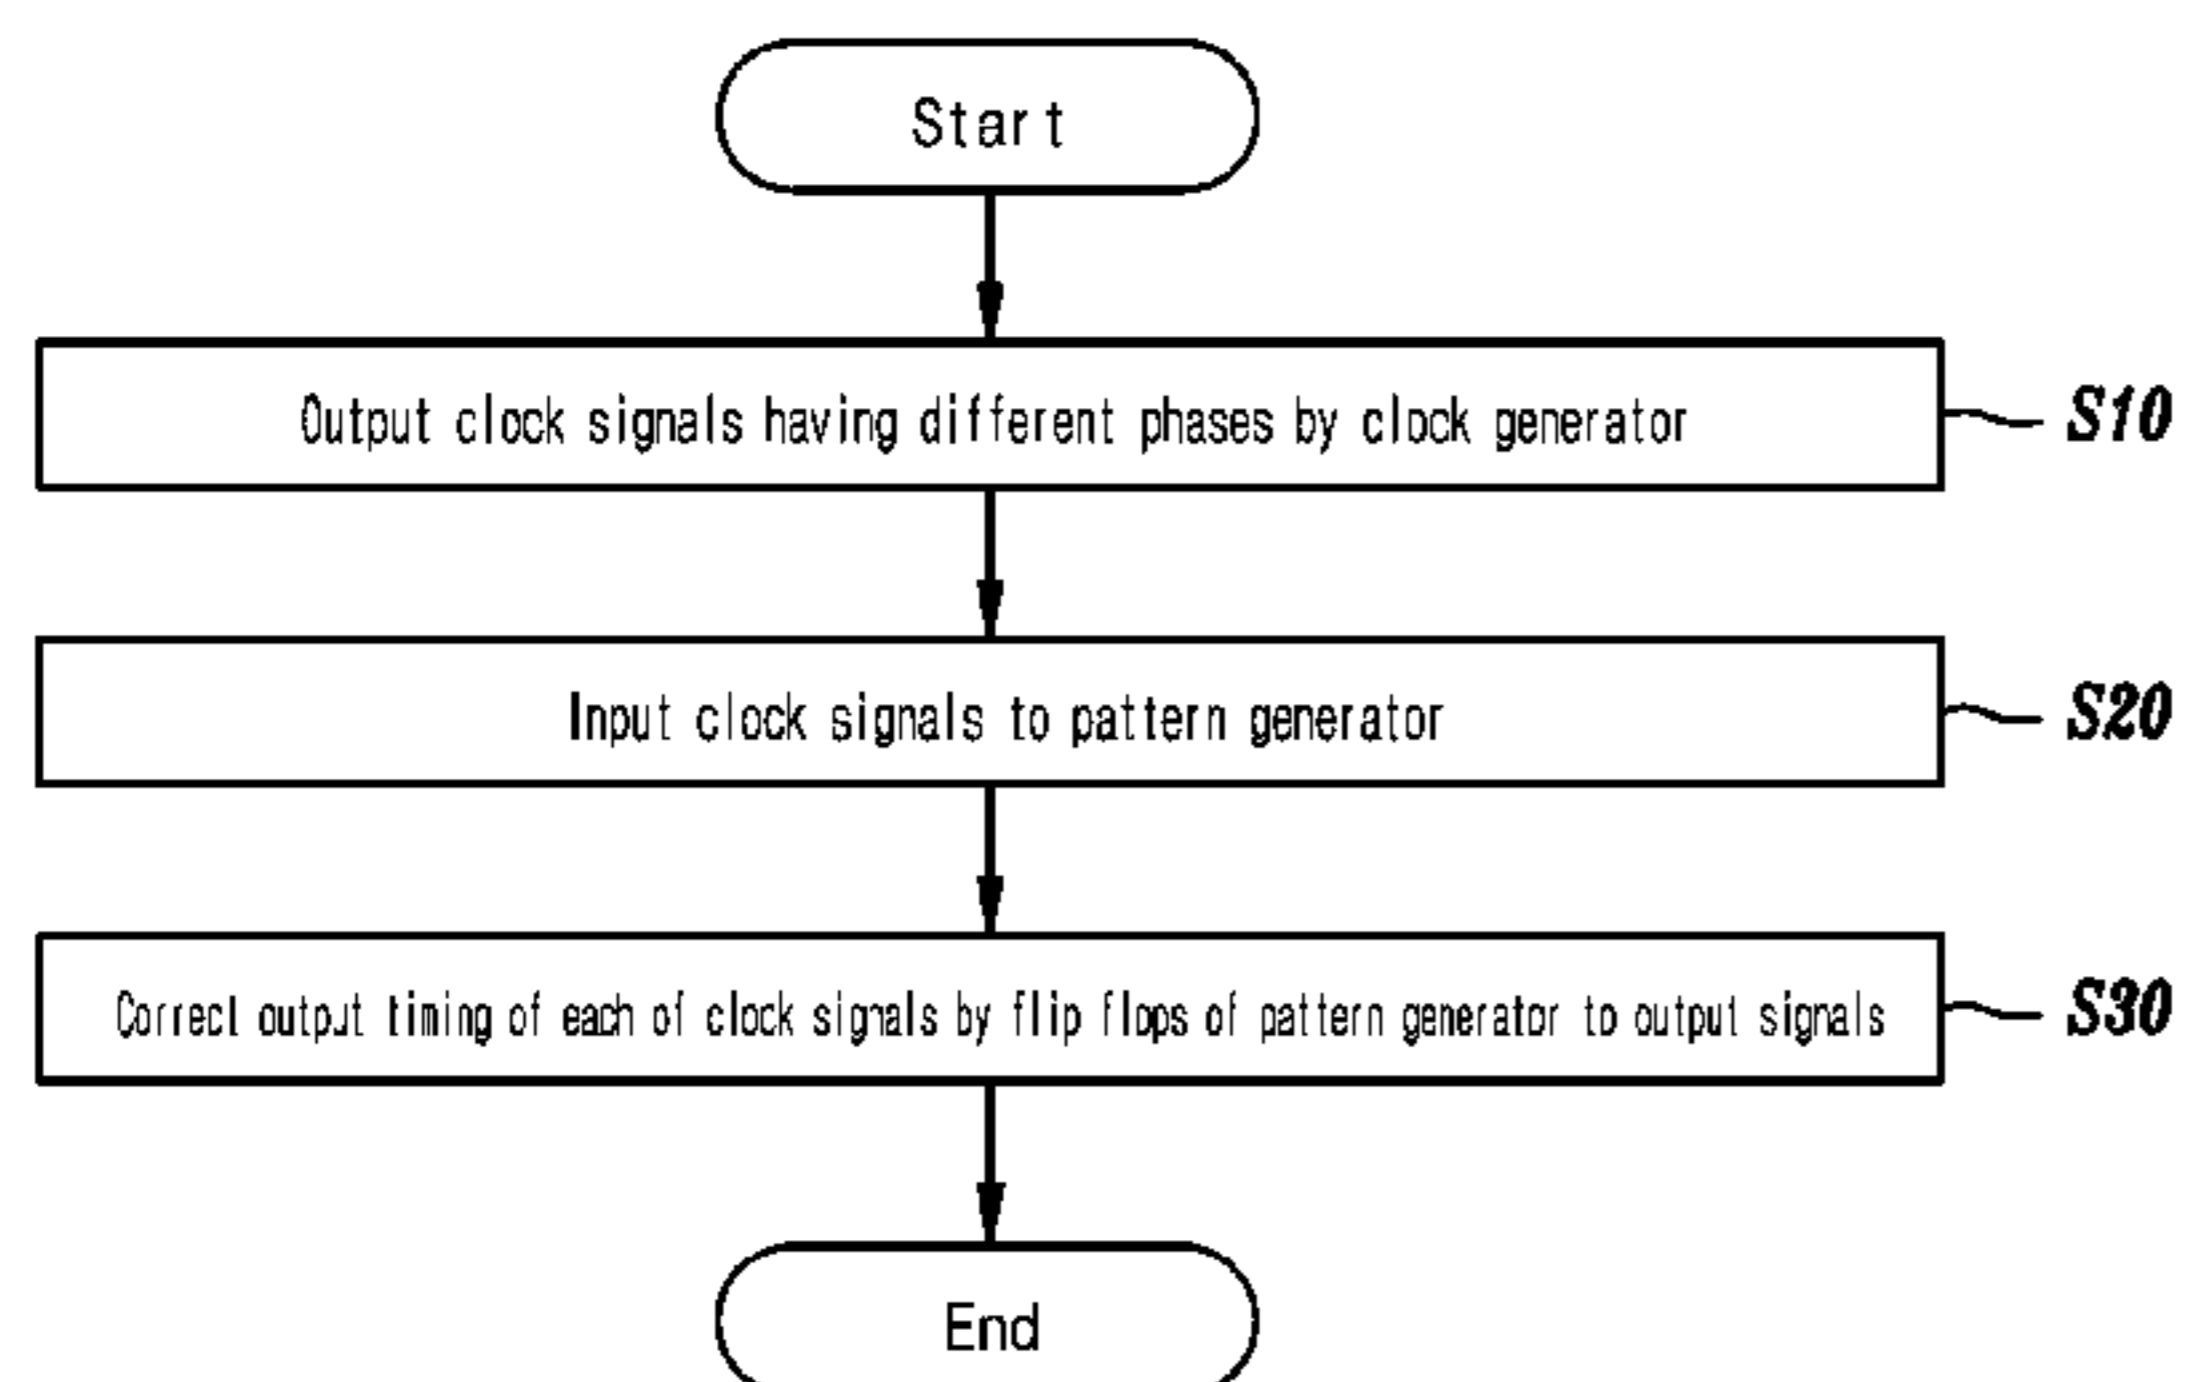 Start
Output clock signals having different phases by clock generator
S10
Input clock signals to pattern generator
S20
Correct output timing of each of clock signals by flip flops of pattern generator to output signals
S30
End